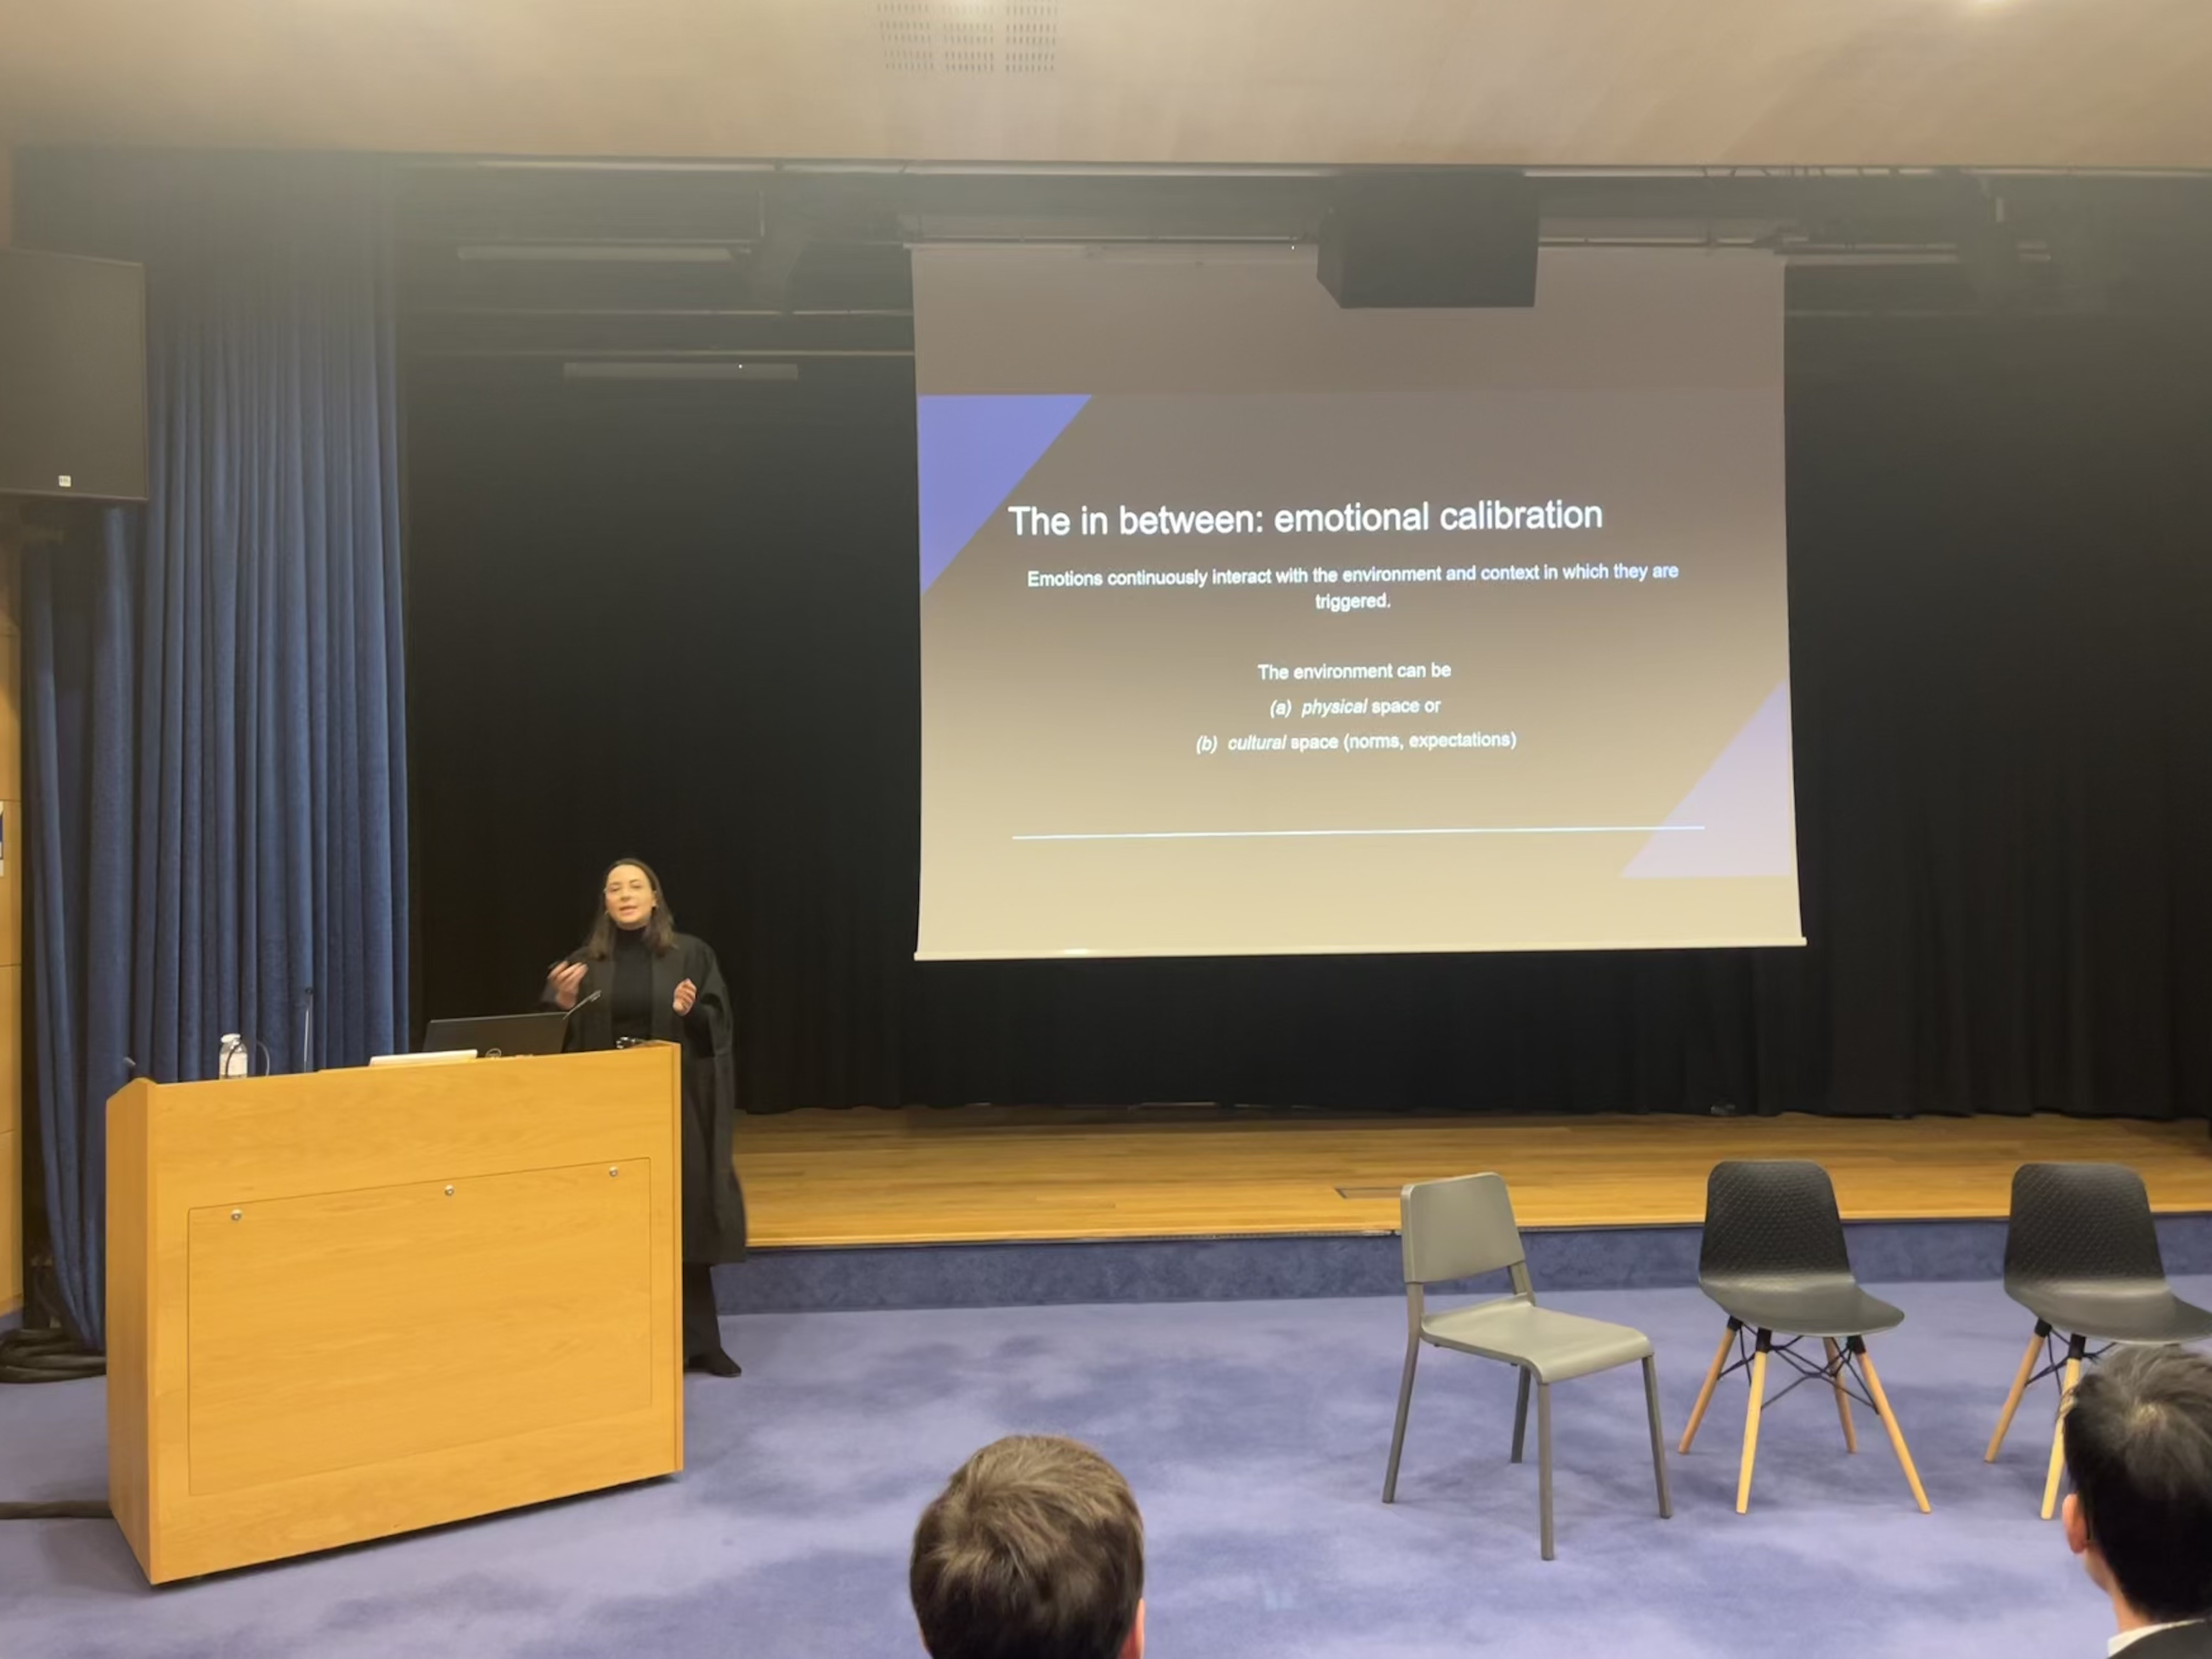 The in between: emotional calibration
Emotions continuously interact with the environment and context in which they are
triggered.
The environment can be
(a) physical space or
(b) cultural space (norms, expectations)